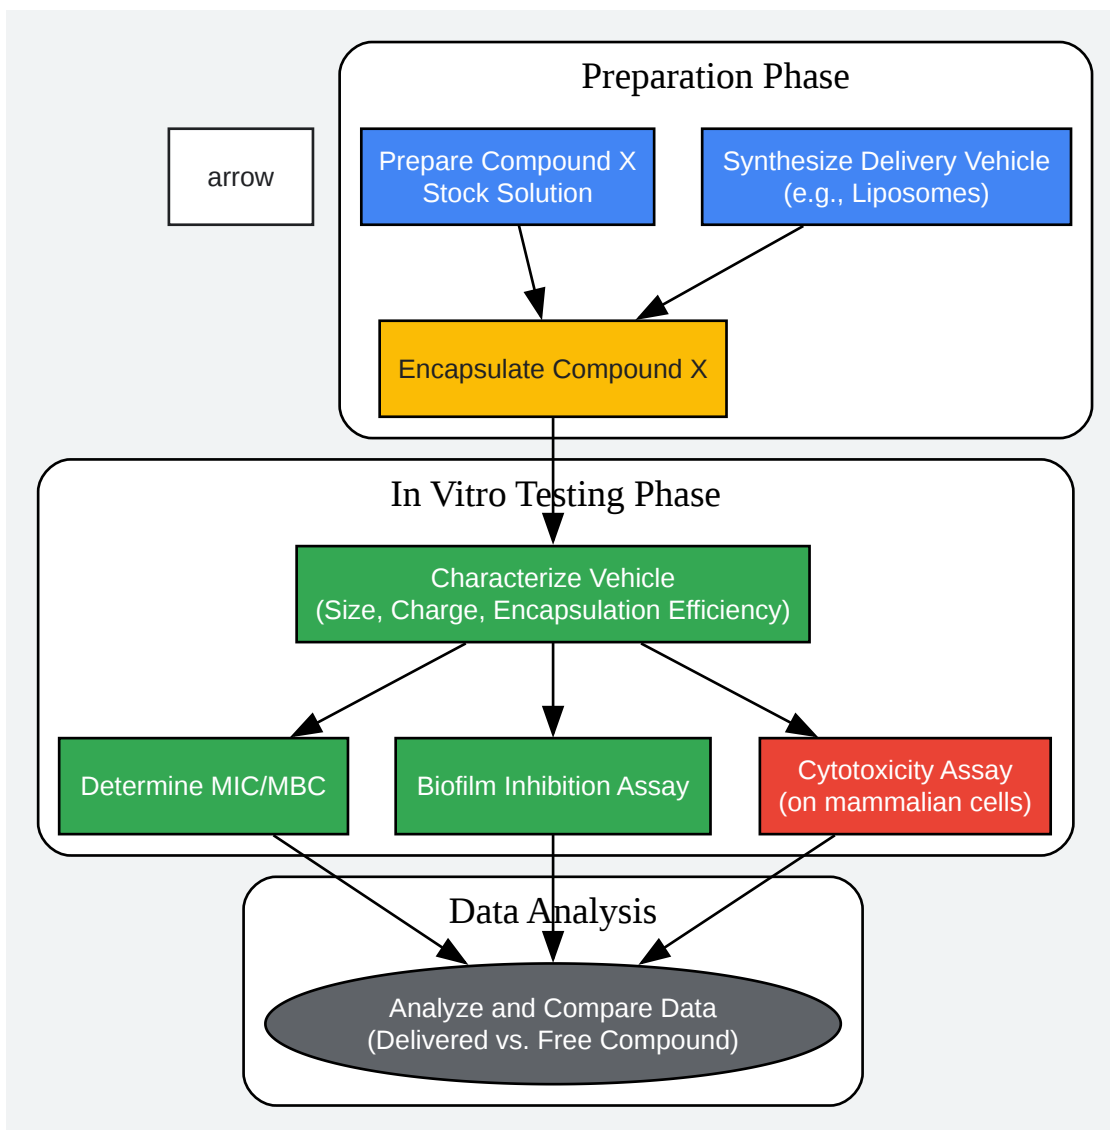 Preparation Phase
arrow
Prepare Compound X
Stock Solution
Synthesize Delivery Vehicle
(e.g., Liposomes)
Encapsulate Compound X
In Vitro Testing Phase
Characterize Vehicle
(Size, Charge, Encapsulation Efficiency)
Determine MIC/MBC
Biofilm Inhibition Assay
Cytotoxicity Assay
(on mammalian cells)
Data Analysis
Analyze and Compare Data
(Delivered vs. Free Compound)